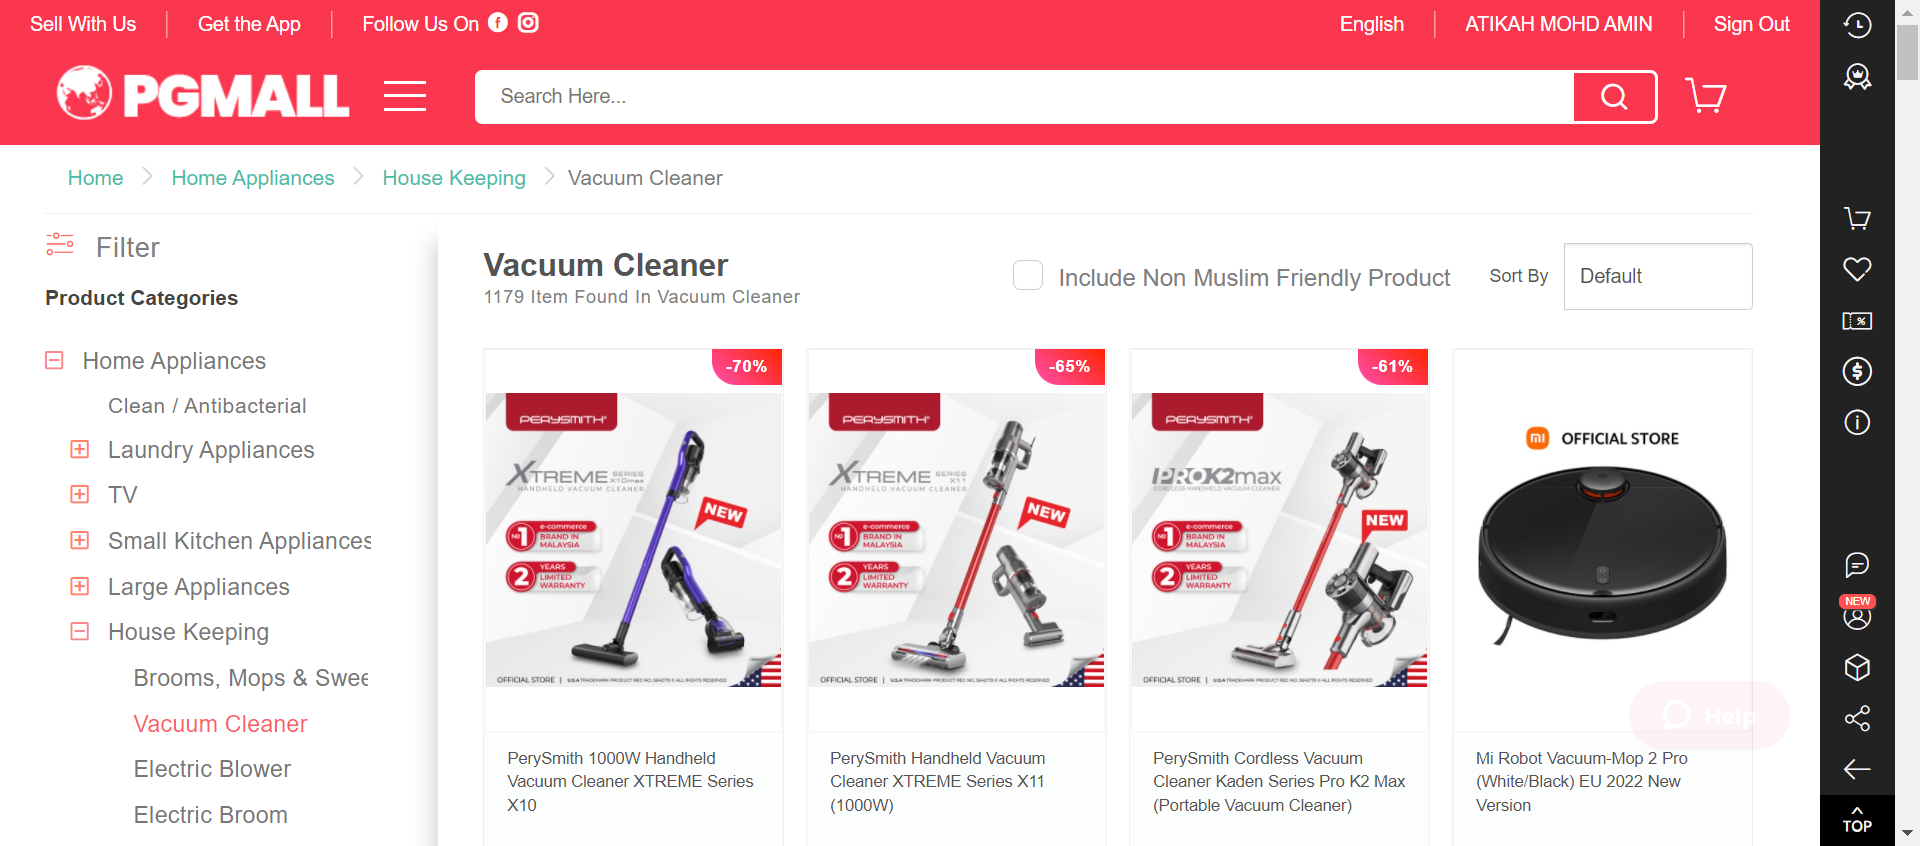 Sell With Us
Get the App
Follow Us On
English
ATIKAH MOHD AMIN
Sign Out
PGMALL
Search Here...
Home
Home Appliances
House Keeping
Vacuum Cleaner
Filter
Product Categories
Home Appliances
Clean / Antibacterial
Laundry Appliances
TV
Small Kitchen Appliances
Large Appliances
House Keeping
Brooms, Mops & Swee
Vacuum Cleaner
Electric Blower
Electric Broom
Vacuum Cleaner
1179 Item Found In Vacuum Cleaner
Include Non Muslim Friendly Product
Sort By
Default
-70%
PERYSMITH
XTREME SERIES X10max
HANDHELD VACUUM CLEANER
NEW
NO1 e-commerce
BRAND IN
MALAYSIA
2 YEARS
LIMITED
WARRANTY
OFFICIAL STORE
PerySmith 1000W Handheld
Vacuum Cleaner XTREME Series
X10
-65%
PERYSMITH
XTREME SERIES X11
HANDHELD VACUUM CLEANER
NEW
NO1 e-commerce
BRAND IN
MALAYSIA
2 YEARS
LIMITED
WARRANTY
OFFICIAL STORE
PerySmith Handheld Vacuum
Cleaner XTREME Series X11
(1000W)
-61%
PERYSMITH
PROK2max
CORDLESS HANDHELD VACUUM CLEANER
NEW
NO1 e-commerce
BRAND IN
MALAYSIA
2 YEARS
LIMITED
WARRANTY
OFFICIAL STORE
PerySmith Cordless Vacuum
Cleaner Kaden Series Pro K2 Max
(Portable Vacuum Cleaner)
mi OFFICIAL STORE
Mi Robot Vacuum-Mop 2 Pro
(White/Black) EU 2022 New
Version
Help
NEW
TOP